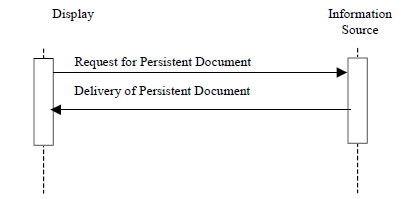 Display
Information
Source
Request for Persistent Document
Delivery of Persistent Document